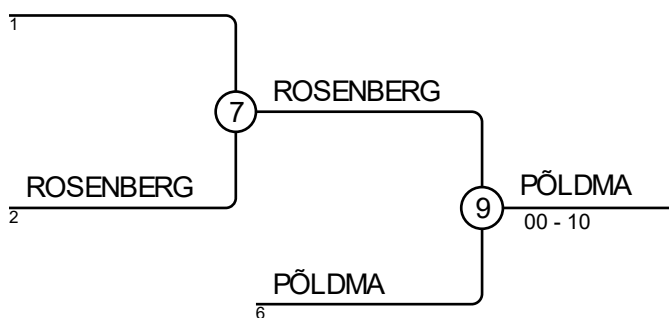 1
7
ROSENBERG
ROSENBERG
2
9
PÕLDMA
00 - 10
PÕLDMA
6